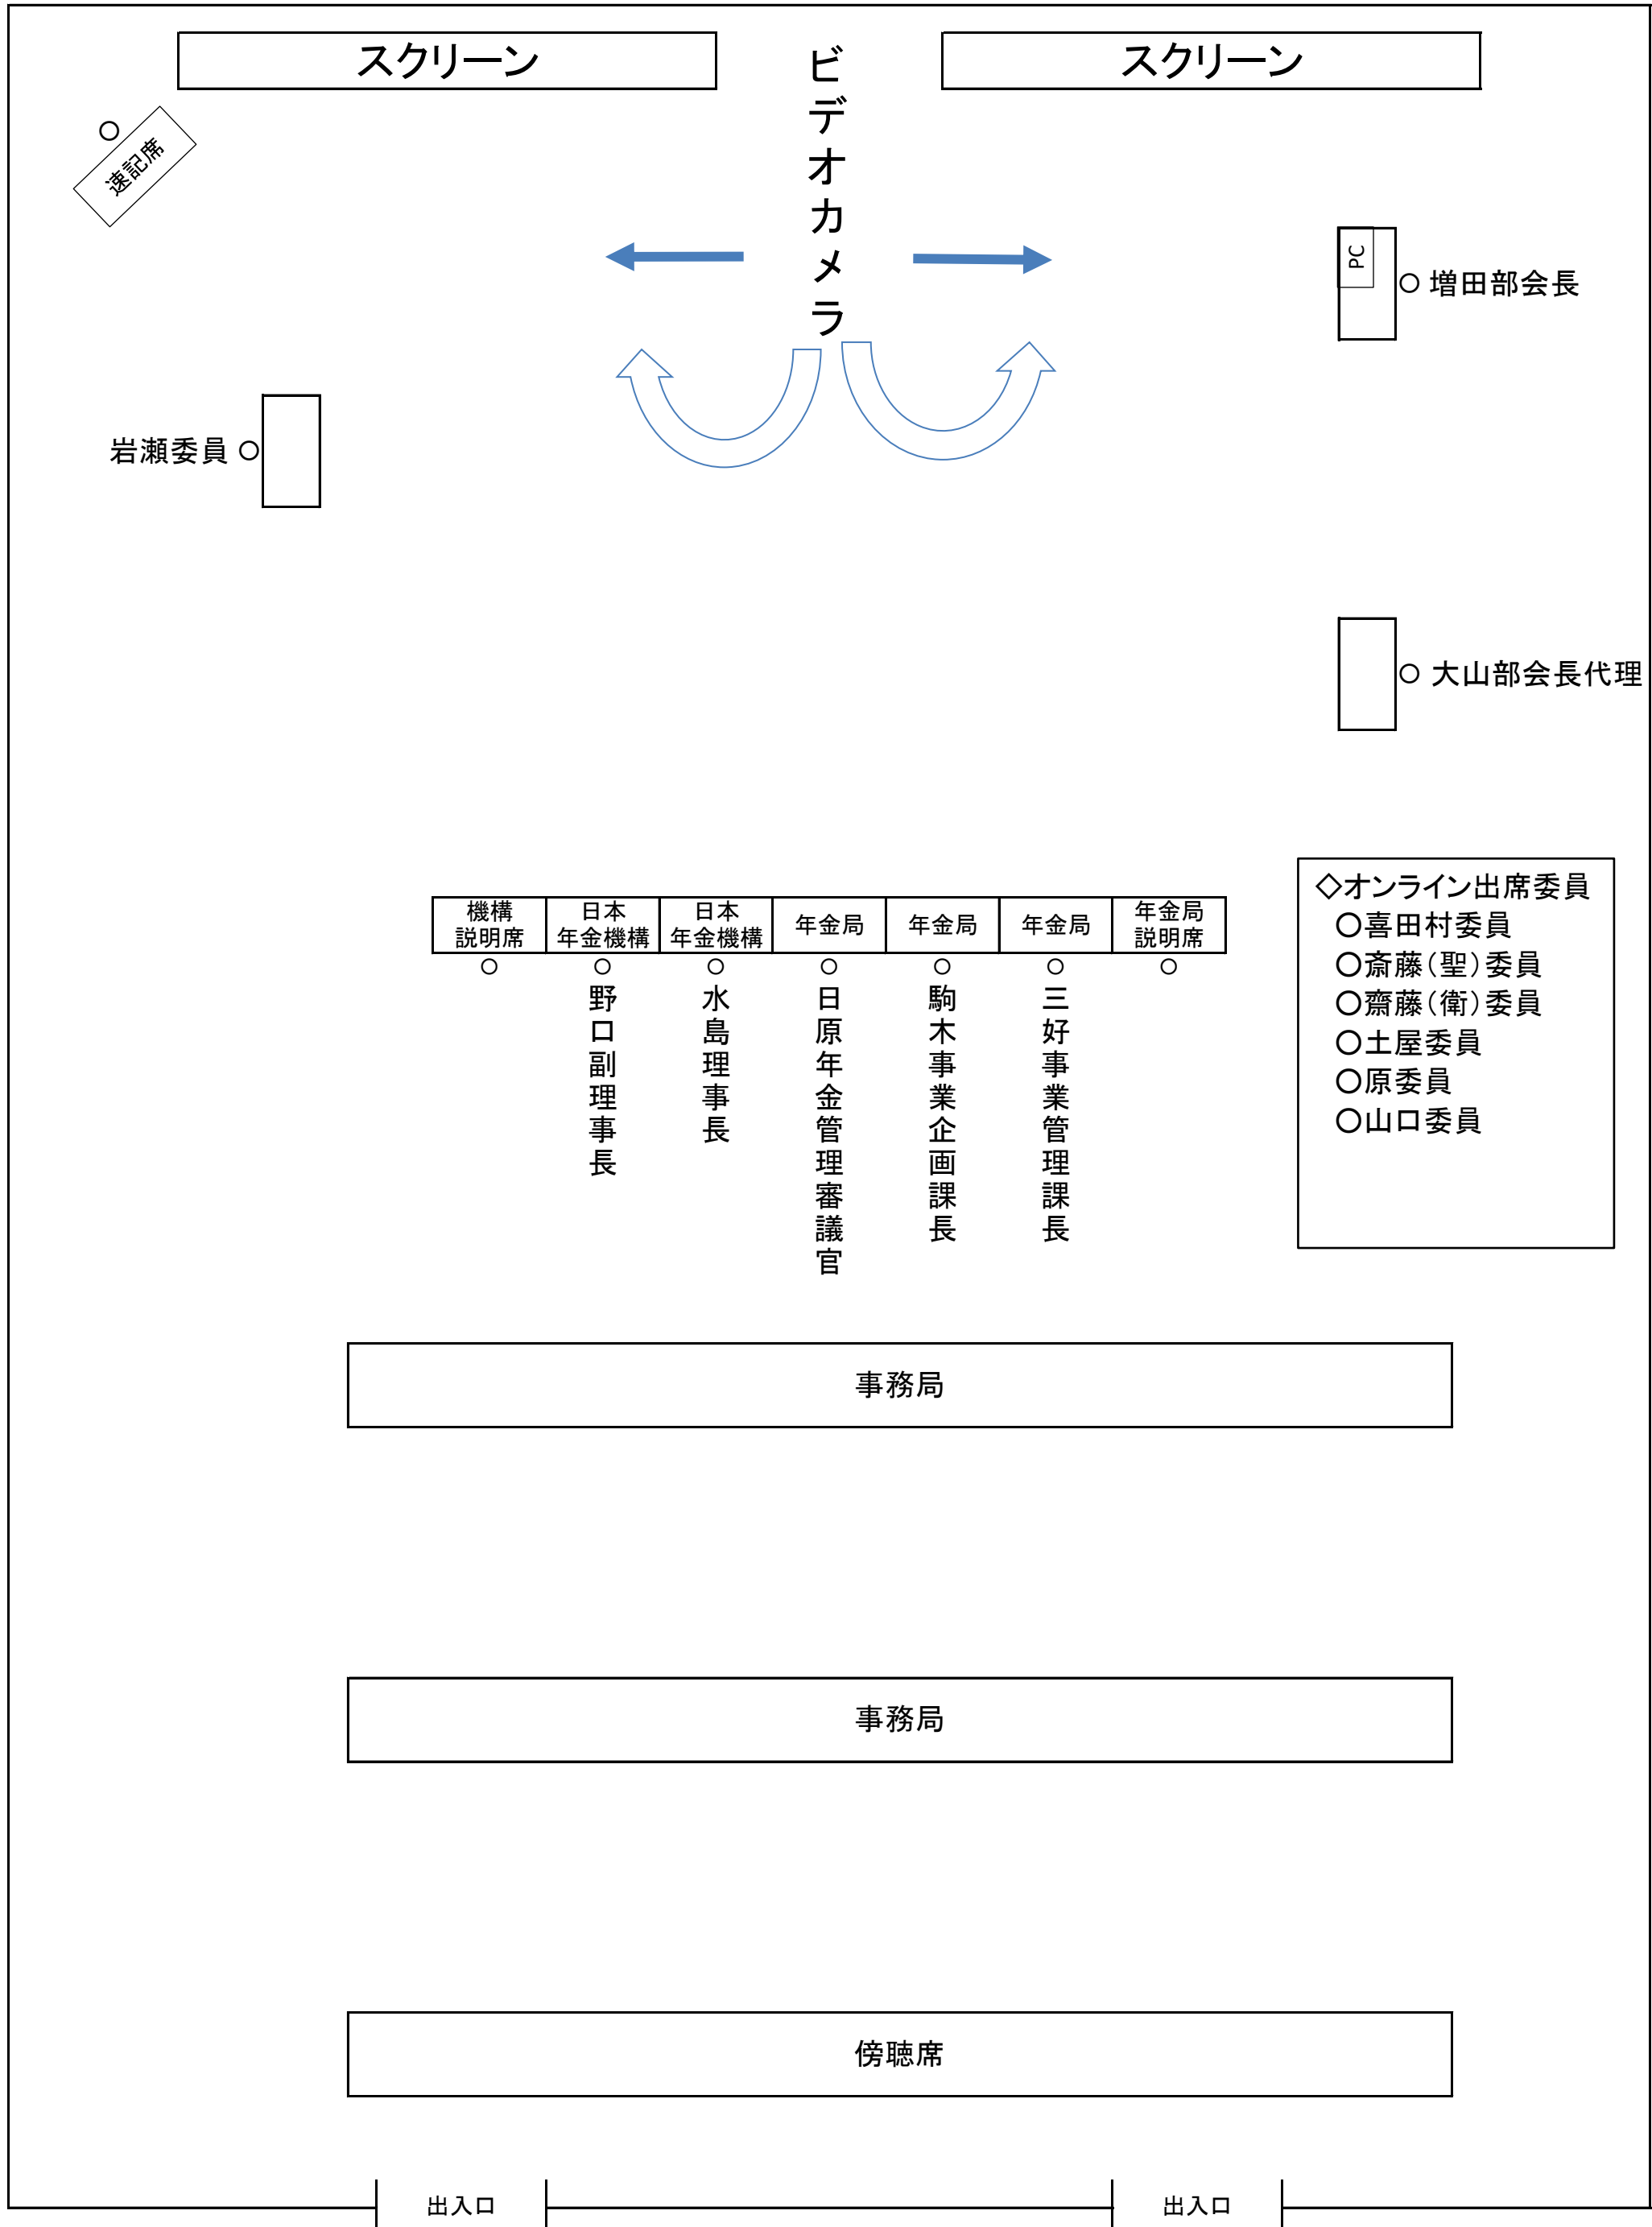 スクリーン
ビデオカメラ
スクリーン
速記席
PC
○ 増田部会長
岩瀬委員 ○
○ 大山部会長代理
◇オンライン出席委員
○喜田村委員
○斎藤（聖）委員
○齋藤（衛）委員
○土屋委員
○原委員
○山口委員
機構
説明席
日本
年金機構
日本
年金機構
年金局
年金局
年金局
年金局
説明席
野口副理事長
水島理事長
日原年金管理審議官
駒木事業企画課長
三好事業管理課長
事務局
事務局
傍聴席
出入口
出入口